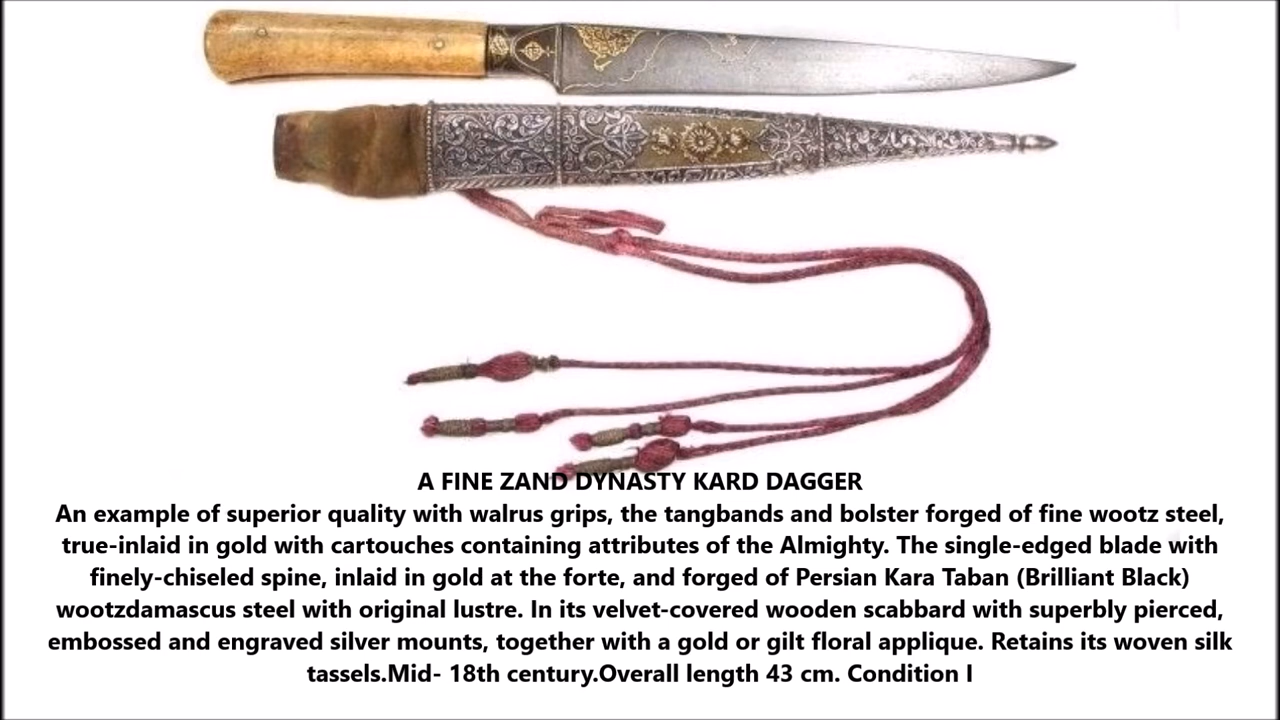 A FINE ZAND DYNASTY KARD DAGGER
An example of superior quality with walrus grips, the tangbands and bolster forged of fine wootz steel,
true-inlaid in gold with cartouches containing attributes of the Almighty. The single-edged blade with
finely-chiseled spine, inlaid in gold at the forte, and forged of Persian Kara Taban (Brilliant Black)
wootzdamascus steel with original lustre. In its velvet-covered wooden scabbard with superbly pierced,
embossed and engraved silver mounts, together with a gold or gilt floral applique. Retains its woven silk
tassels.Mid- 18th century.Overall length 43 cm. Condition I